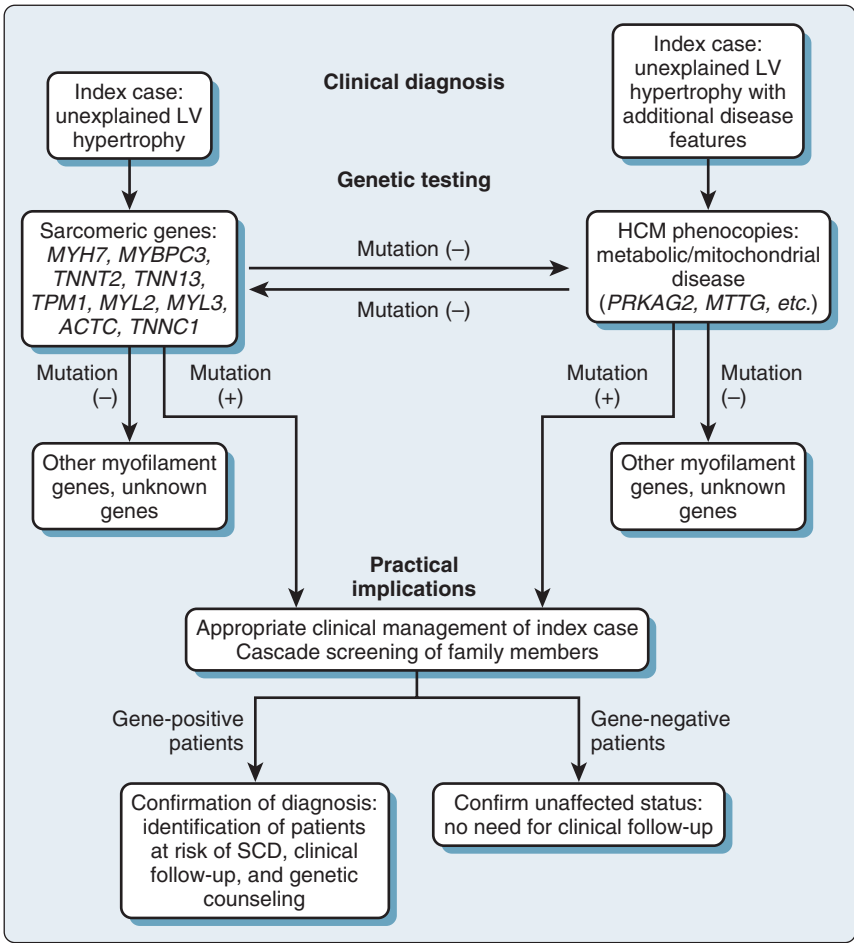 Clinical diagnosis
Index case:
unexplained LV
hypertrophy
Index case:
unexplained LV
hypertrophy with
additional disease
features
Genetic testing
Sarcomeric genes:
MYH7, MYBPC3,
TNNT2, TNN13,
TPM1, MYL2, MYL3,
ACTC, TNNC1
Mutation (–)
Mutation (–)
HCM phenocopies:
metabolic/mitochondrial
disease
(PRKAG2, MTTG, etc.)
Mutation
(–)
Mutation
(+)
Mutation
(+)
Mutation
(–)
Other myofilament
genes, unknown
genes
Other myofilament
genes, unknown
genes
Practical
implications
Appropriate clinical management of index case
Cascade screening of family members
Gene-positive
patients
Gene-negative
patients
Confirmation of diagnosis:
identification of patients
at risk of SCD, clinical
follow-up, and genetic
counseling
Confirm unaffected status:
no need for clinical follow-up